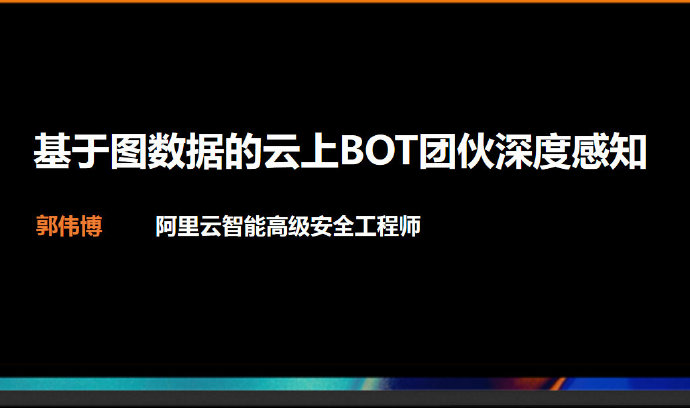 基于图数据的云上BOT团伙深度感知
郭伟博 阿里云智能高级安全工程师